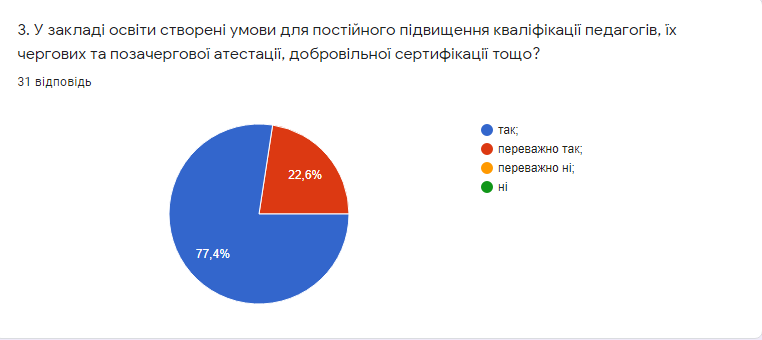 3. У закладі освіти створені умови для постійного підвищення кваліфікації педагогів, їх
чергових та позачергової атестації, добровільної сертифікації тощо?
31 відповідь
так;
переважно так;
переважно ні;
ні
22,6%
77,4%